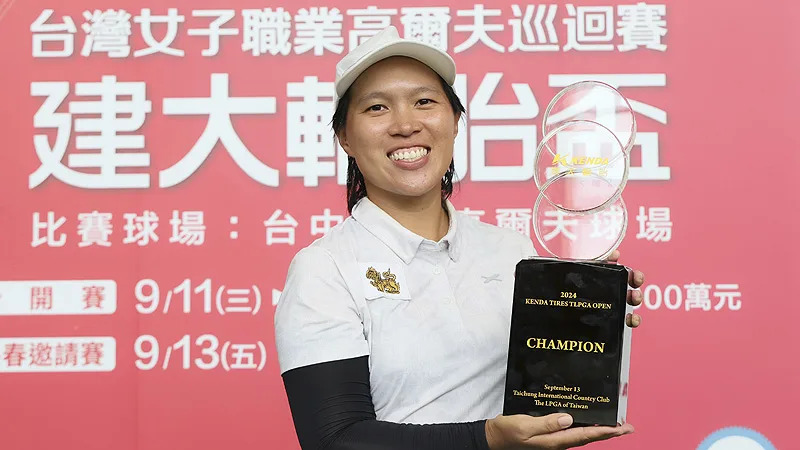 台灣女子職業高爾夫巡迴賽
建大輪胎盃
比賽球場：台中 高爾夫球場
開賽 9/11(三) 00萬元
春邀請賽 9/13(五)
KENDA
2024
KENDA TIRES TLPGA OPEN
CHAMPION
September 13
Taichung International Country Club
The LPGA of Taiwan